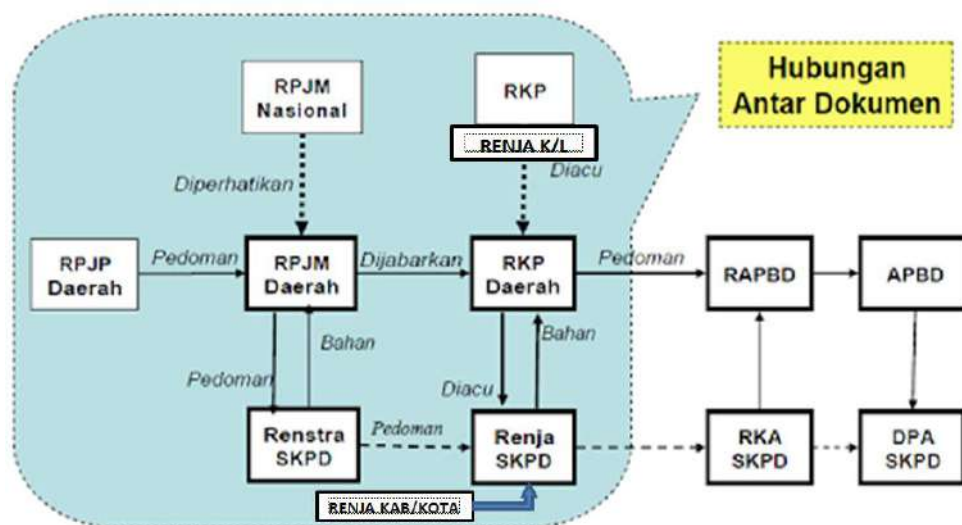 Hubungan
Antar Dokumen
RPJM
Nasional
RKP
RENJA K/L
Diperhatikan
Diacu
RPJP
Daerah
Pedoman
RPJM
Daerah
Dijabarkan
RKP
Daerah
Pedoman
RAPBD
APBD
Bahan
Pedoman
Bahan
Diacu
Renstra
SKPD
Pedoman
Renja
SKPD
RKA
SKPD
DPA
SKPD
RENJA KAB/KOTA